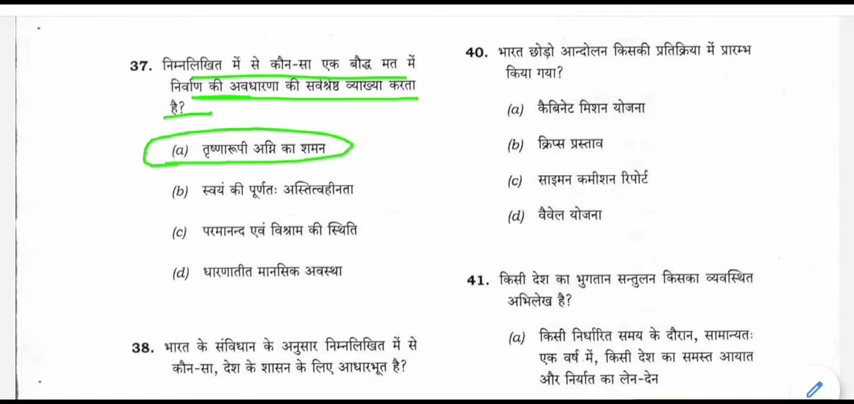 37. निम्नलिखित में से कौन-सा एक बौद्ध मत में
निर्वाण की अवधारणा की सर्वश्रेष्ठ व्याख्या करता
है?
(a) तृष्णारूपी अग्नि का शमन
(b) स्वयं की पूर्णतः अस्तित्वहीनता
(c) परमानन्द एवं विश्राम की स्थिति
(d) धारणातीत मानसिक अवस्था
38. भारत के संविधान के अनुसार निम्नलिखित में से
कौन-सा, देश के शासन के लिए आधारभूत है?
40. भारत छोड़ो आन्दोलन किसकी प्रतिक्रिया में प्रारम्भ
किया गया?
(a) कैबिनेट मिशन योजना
(b) क्रिप्स प्रस्ताव
(c) साइमन कमीशन रिपोर्ट
(d) वैवेल योजना
41. किसी देश का भुगतान सन्तुलन किसका व्यवस्थित
अभिलेख है?
(a) किसी निर्धारित समय के दौरान, सामान्यतः
एक वर्ष में, किसी देश का समस्त आयात
और निर्यात का लेन-देन